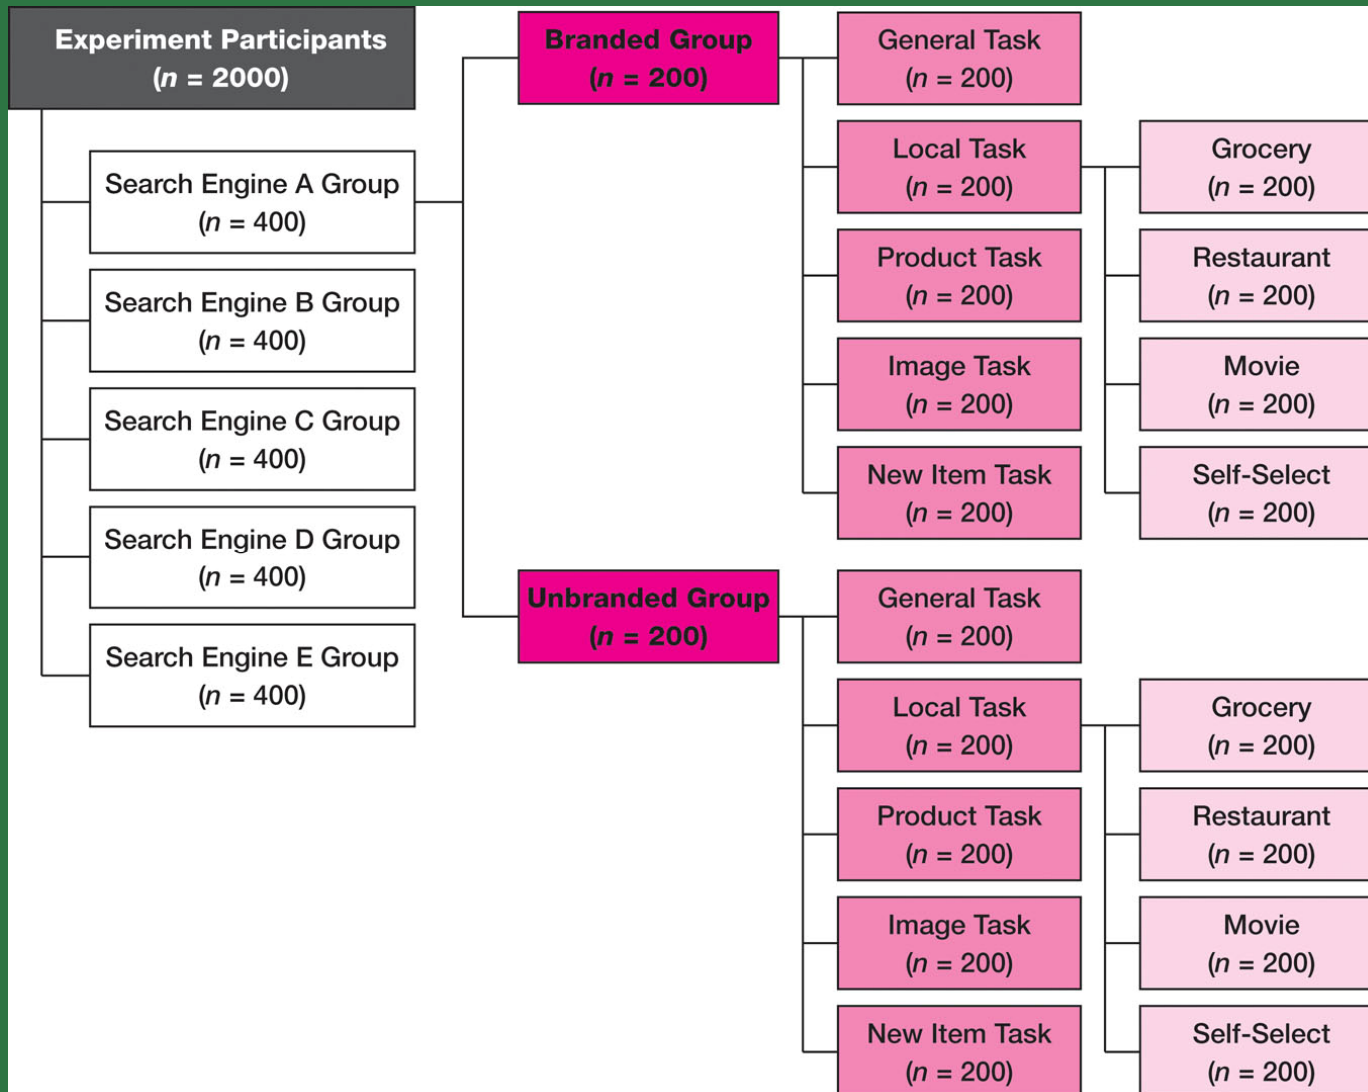 Experiment Participants
(n = 2000)
Search Engine A Group
(n = 400)
Search Engine B Group
(n = 400)
Search Engine C Group
(n = 400)
Search Engine D Group
(n = 400)
Search Engine E Group
(n = 400)
Branded Group
(n = 200)
General Task
(n = 200)
Local Task
(n = 200)
Product Task
(n = 200)
Image Task
(n = 200)
New Item Task
(n = 200)
Grocery
(n = 200)
Restaurant
(n = 200)
Movie
(n = 200)
Self-Select
(n = 200)
Unbranded Group
(n = 200)
General Task
(n = 200)
Local Task
(n = 200)
Product Task
(n = 200)
Image Task
(n = 200)
New Item Task
(n = 200)
Grocery
(n = 200)
Restaurant
(n = 200)
Movie
(n = 200)
Self-Select
(n = 200)